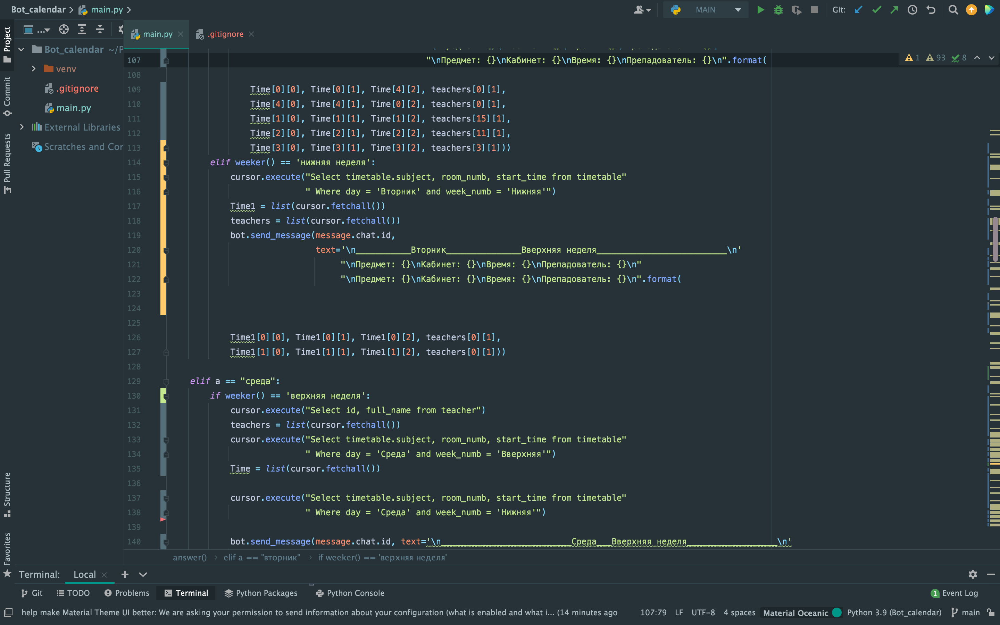 Bot_calendar main.py
MAIN
Git:
main.py
.gitignore
Project
Commit
Pull Requests
Structure
Favorites
Bot_calendar ~/P
venv
.gitignore
main.py
External Libraries
Scratches and Cor
1 93 8
107 "\nПредмет: {}\nКабинет: {}\nВремя: {}\nПрепадователь: {}\n".format(
108
109 Time[0][0], Time[0][1], Time[4][2], teachers[0][1],
110 Time[4][0], Time[4][1], Time[0][2], teachers[0][1],
111 Time[1][0], Time[1][1], Time[1][2], teachers[15][1],
112 Time[2][0], Time[2][1], Time[2][2], teachers[11][1],
113 Time[3][0], Time[3][1], Time[3][2], teachers[3][1]))
114 elif weeker() == 'нижняя неделя':
115 cursor.execute("Select timetable.subject, room_numb, start_time from timetable"
116 " Where day = 'Вторник' and week_numb = 'Нижняя'")
117 Time1 = list(cursor.fetchall())
118 teachers = list(cursor.fetchall())
119 bot.send_message(message.chat.id,
120 text='\n___________Вторник_______________Вверхняя неделя__________________________\n'
121 "\nПредмет: {}\nКабинет: {}\nВремя: {}\nПрепадователь: {}\n"
122 "\nПредмет: {}\nКабинет: {}\nВремя: {}\nПрепадователь: {}\n".format(
123
124
125
126 Time1[0][0], Time1[0][1], Time1[0][2], teachers[0][1],
127 Time1[1][0], Time1[1][1], Time1[1][2], teachers[0][1]))
128
129 elif a == "среда":
130 if weeker() == 'верхняя неделя':
131 cursor.execute("Select id, full_name from teacher")
132 teachers = list(cursor.fetchall())
133 cursor.execute("Select timetable.subject, room_numb, start_time from timetable"
134 " Where day = 'Среда' and week_numb = 'Вверхняя'")
135 Time = list(cursor.fetchall())
136
137 cursor.execute("Select timetable.subject, room_numb, start_time from timetable"
138 " Where day = 'Среда' and week_numb = 'Нижняя'")
139
140 bot.send_message(message.chat.id, text='\n__________________________Среда___Вверхняя неделя__________________\n'
answer() elif a == "вторник" if weeker() == 'верхняя неделя'
Terminal: Local
Git TODO Problems Terminal Python Packages Python Console
1 Event Log
help make Material Theme UI better: We are asking your permission to send information about your configuration (what is enabled and what i... (14 minutes ago
107:79 LF UTF-8 4 spaces Material Oceanic Python 3.9 (Bot_calendar) main